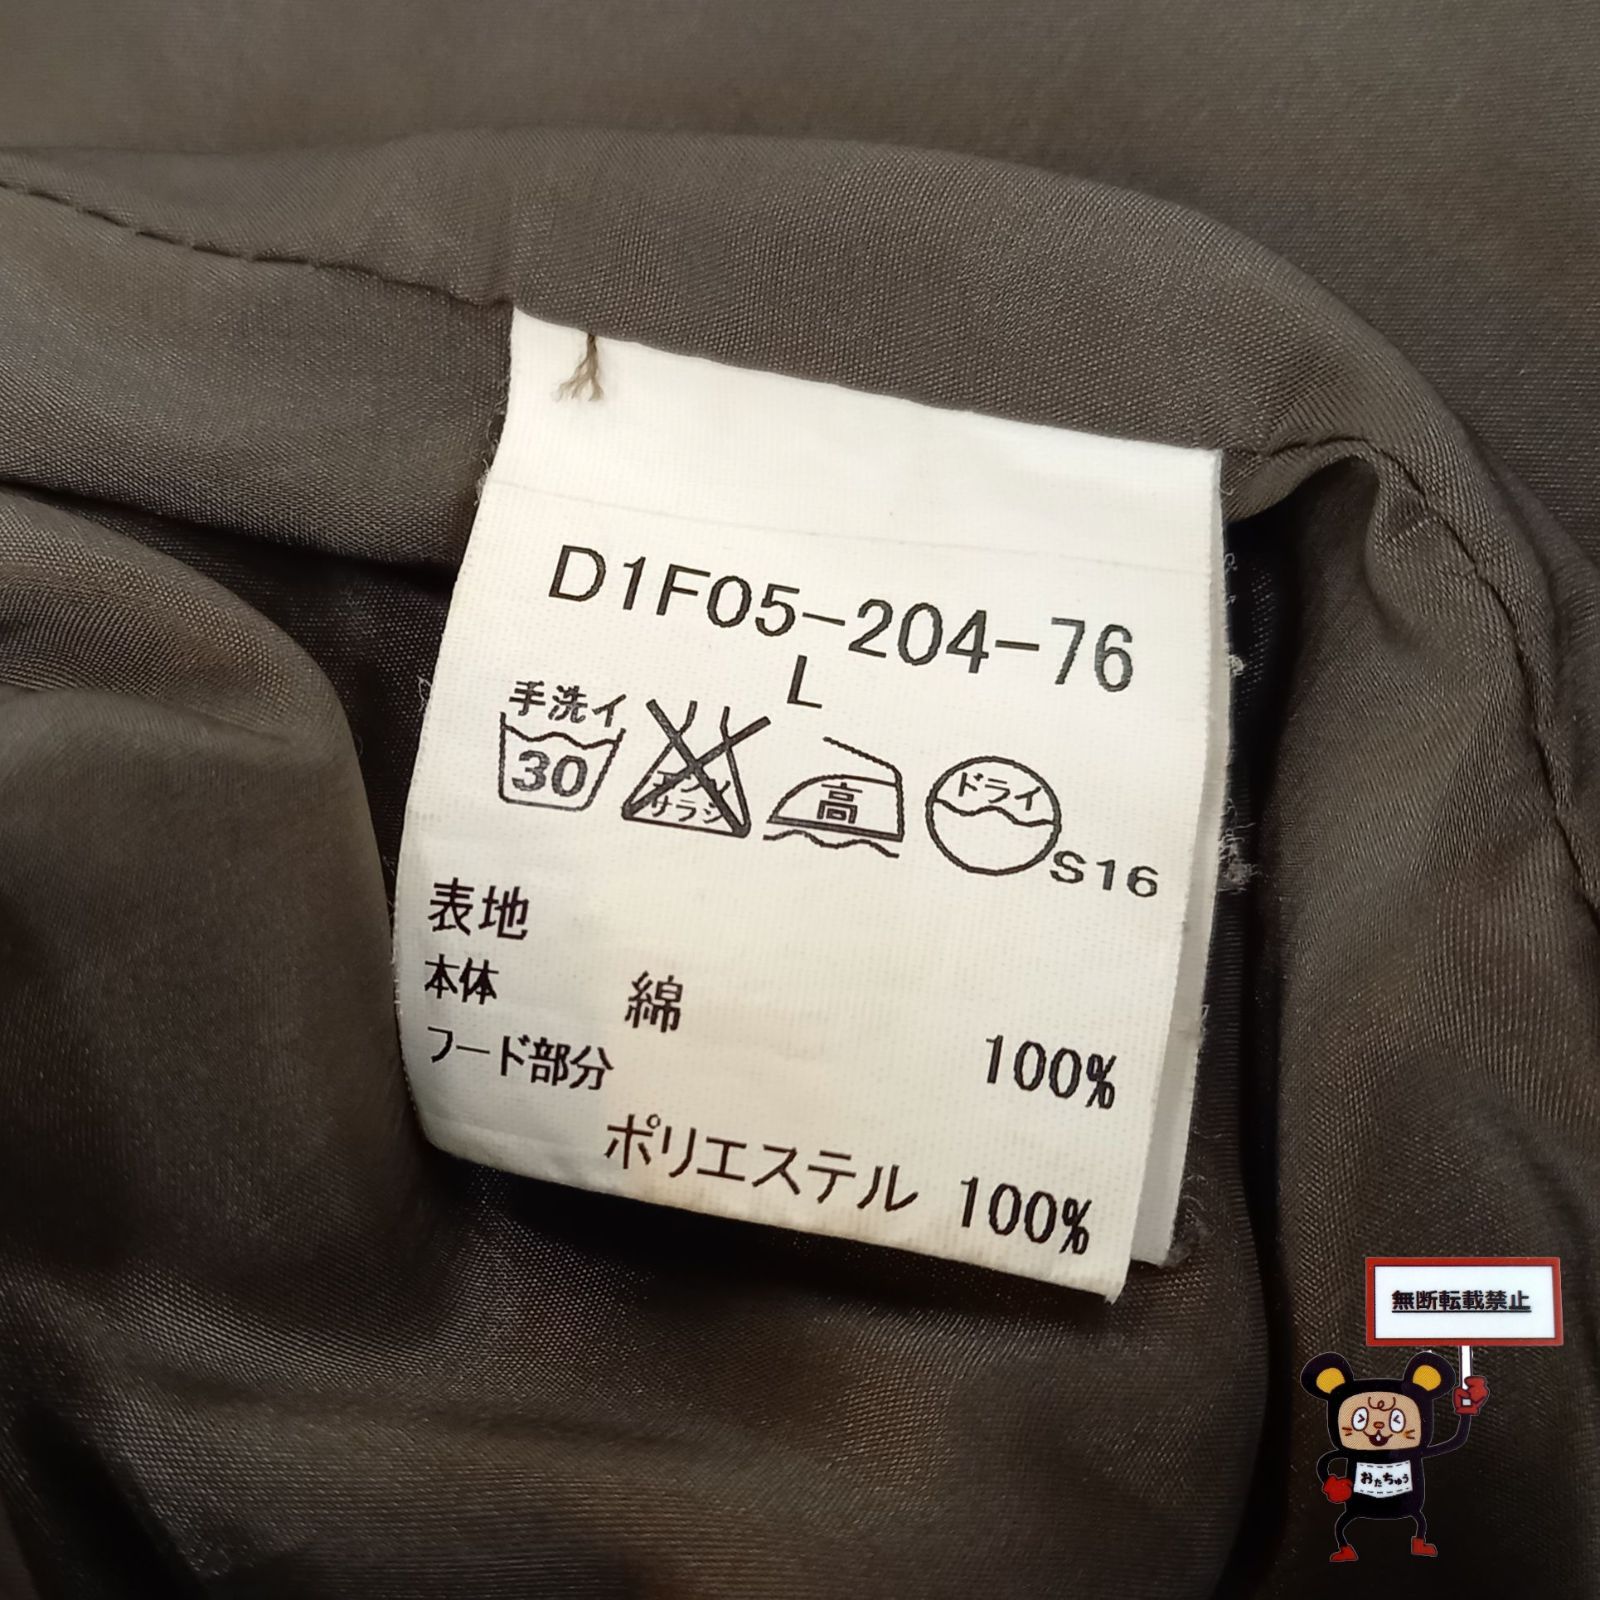 D1F05-204-76
L
手洗イ
30
エンソ
サラシ
高
ドライ
S16
表地
本体 綿 100%
フード部分
ポリエステル 100%
無断転載禁止
おたちゅう